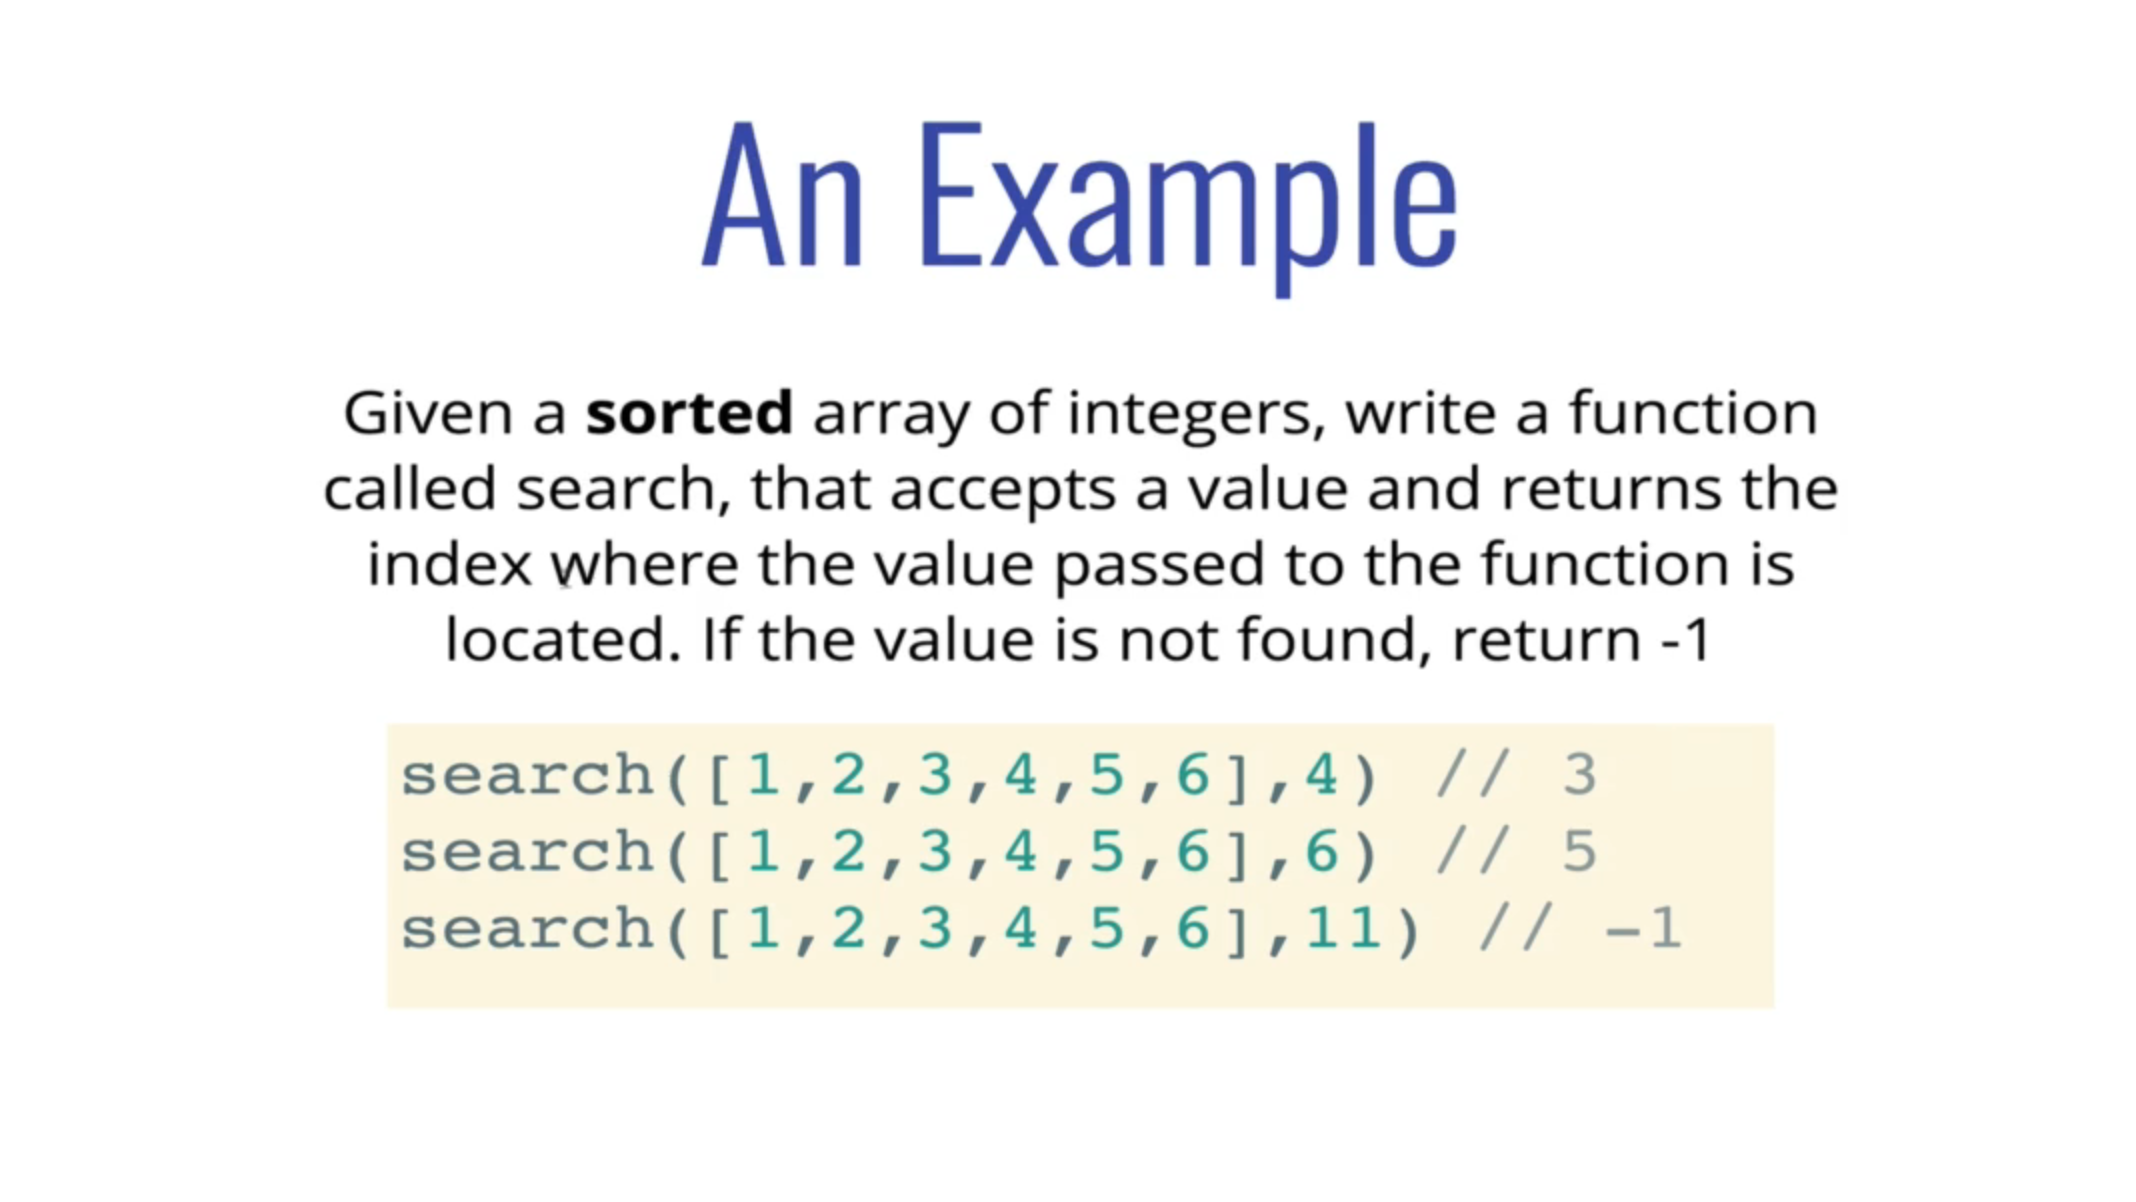 An Example
Given a sorted array of integers, write a function
called search, that accepts a value and returns the
index where the value passed to the function is
located. If the value is not found, return -1
search([1,2,3,4,5,6],4) // 3
search([1,2,3,4,5,6],6) // 5
search([1,2,3,4,5,6],11) // -1